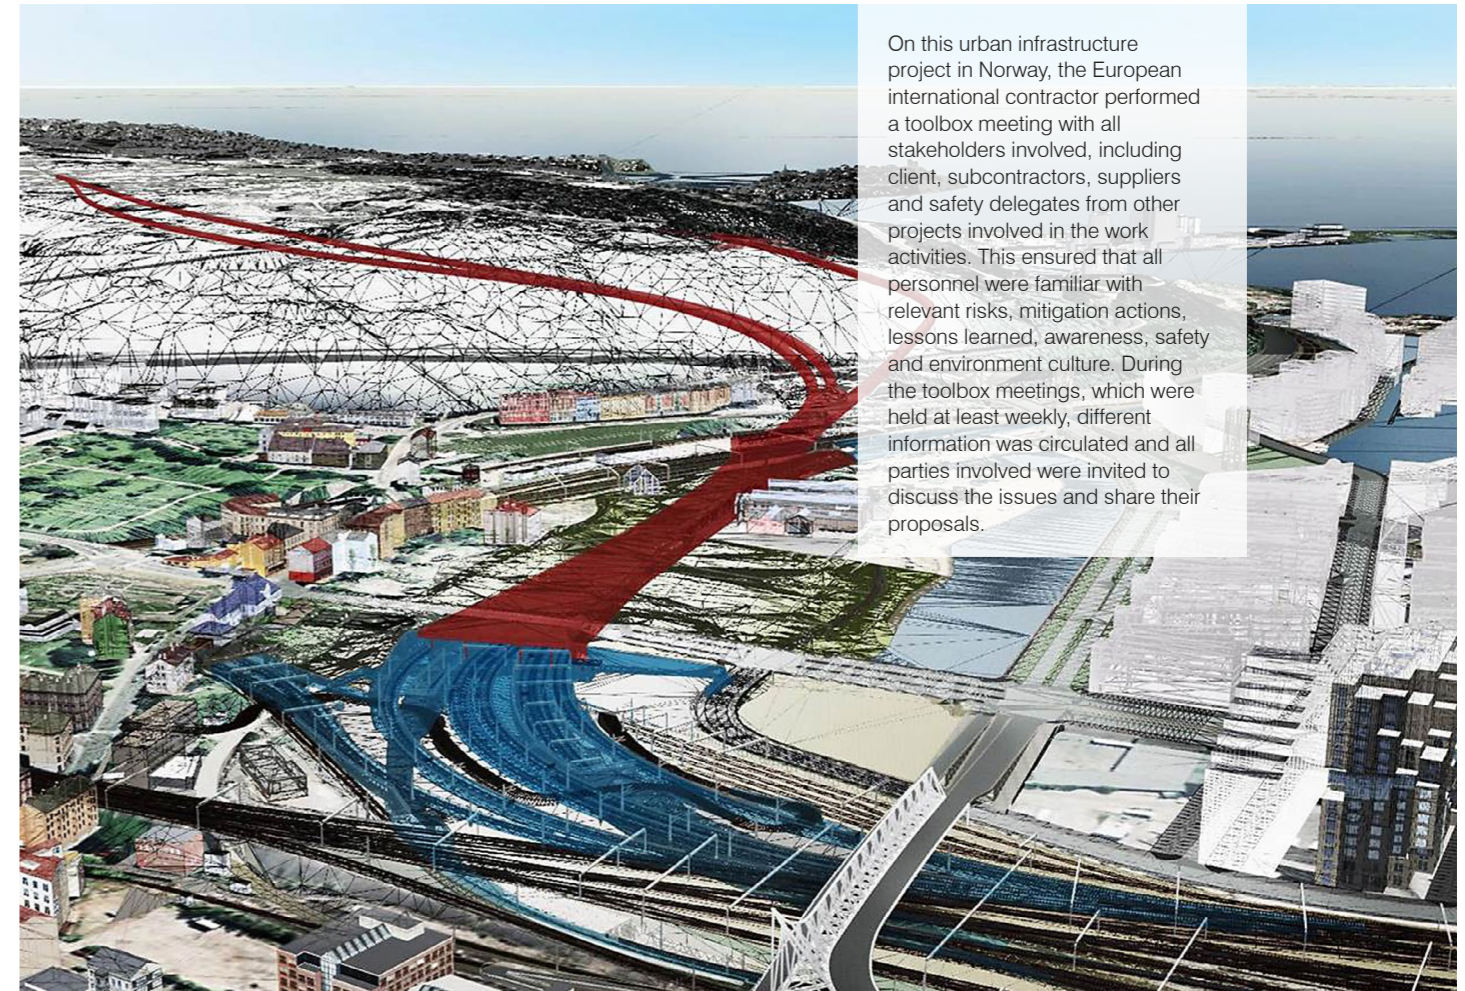 On this urban infrastructure
project in Norway, the European
international contractor performed
a toolbox meeting with all
stakeholders involved, including
client, subcontractors, suppliers
and safety delegates from other
projects involved in the work
activities. This ensured that all
personnel were familiar with
relevant risks, mitigation actions,
lessons learned, awareness, safety
and environment culture. During
the toolbox meetings, which were
held at least weekly, different
information was circulated and all
parties involved were invited to
discuss the issues and share their
proposals.